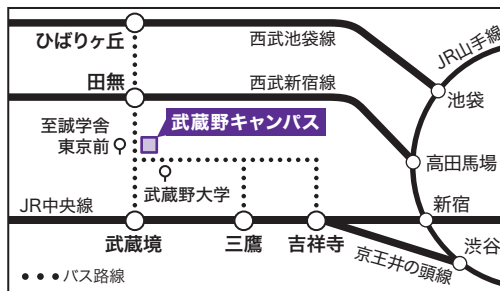 ひばりヶ丘
西武池袋線
JR山手線
池袋
田無
西武新宿線
至誠学舎
東京前
武蔵野キャンパス
高田馬場
武蔵野大学
JR中央線
新宿
武蔵境
三鷹
吉祥寺
京王井の頭線
渋谷
バス路線